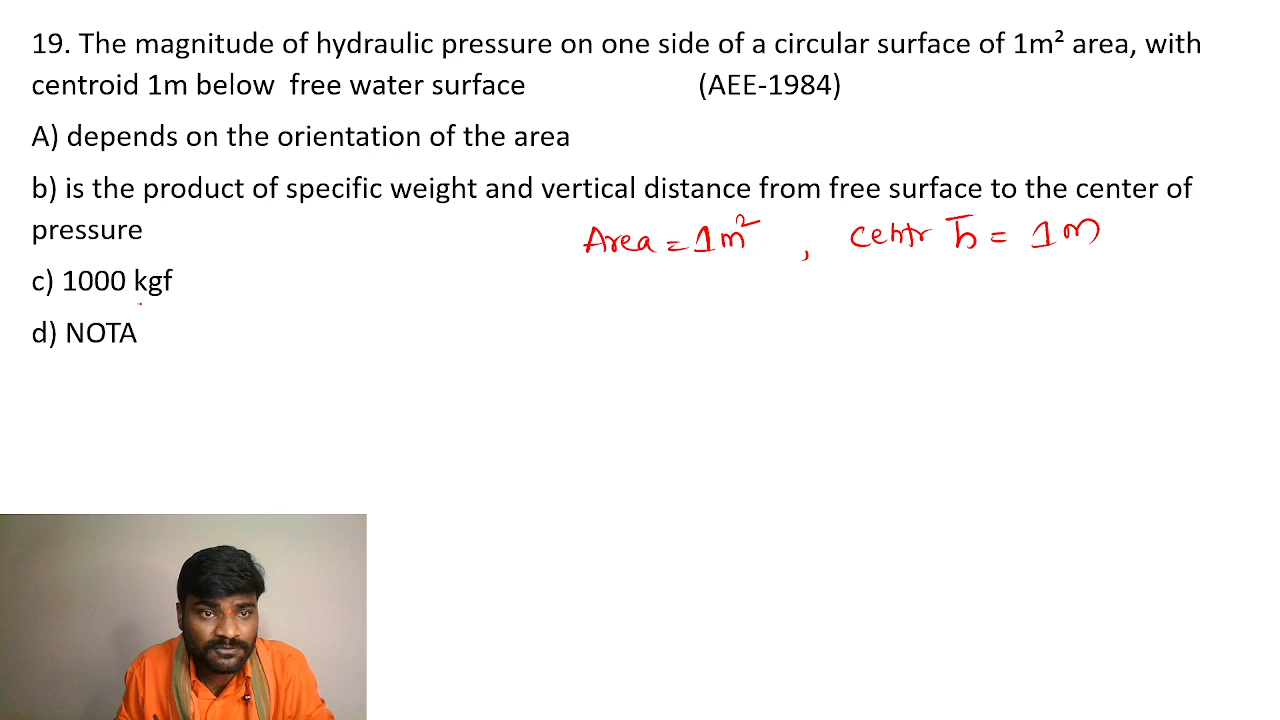 19. The magnitude of hydraulic pressure on one side of a circular surface of 1m² area, with
centroid 1m below free water surface (AEE-1984)
A) depends on the orientation of the area
b) is the product of specific weight and vertical distance from free surface to the center of
pressure
Area = 1m² , Centr h̅ = 1m
c) 1000 kgf
d) NOTA